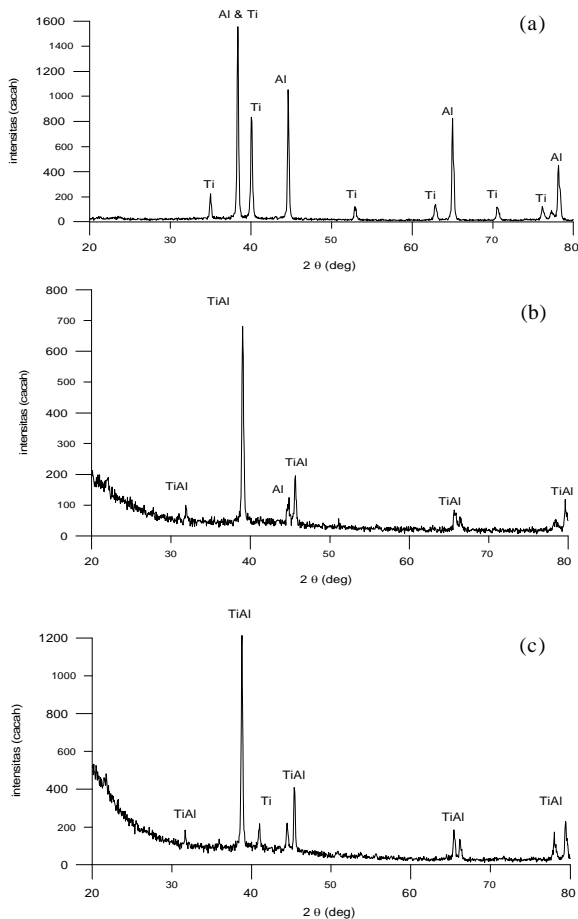 (a)
Al & Ti
Ti
Al
Ti
Ti
Ti
Al
Ti
Ti
Al
intensitas (cacah)
1600
1400
1200
1000
800
600
400
200
0
20 30 40 50 60 70 80
2 θ (deg)
(b)
TiAl
TiAl
Al
TiAl
TiAl
TiAl
intensitas (cacah)
800
700
600
500
400
300
200
100
0
20 30 40 50 60 70 80
2 θ (deg)
(c)
TiAl
TiAl
Ti
TiAl
TiAl
TiAl
intensitas (cacah)
1200
1000
800
600
400
200
0
20 30 40 50 60 70 80
2 θ (deg)